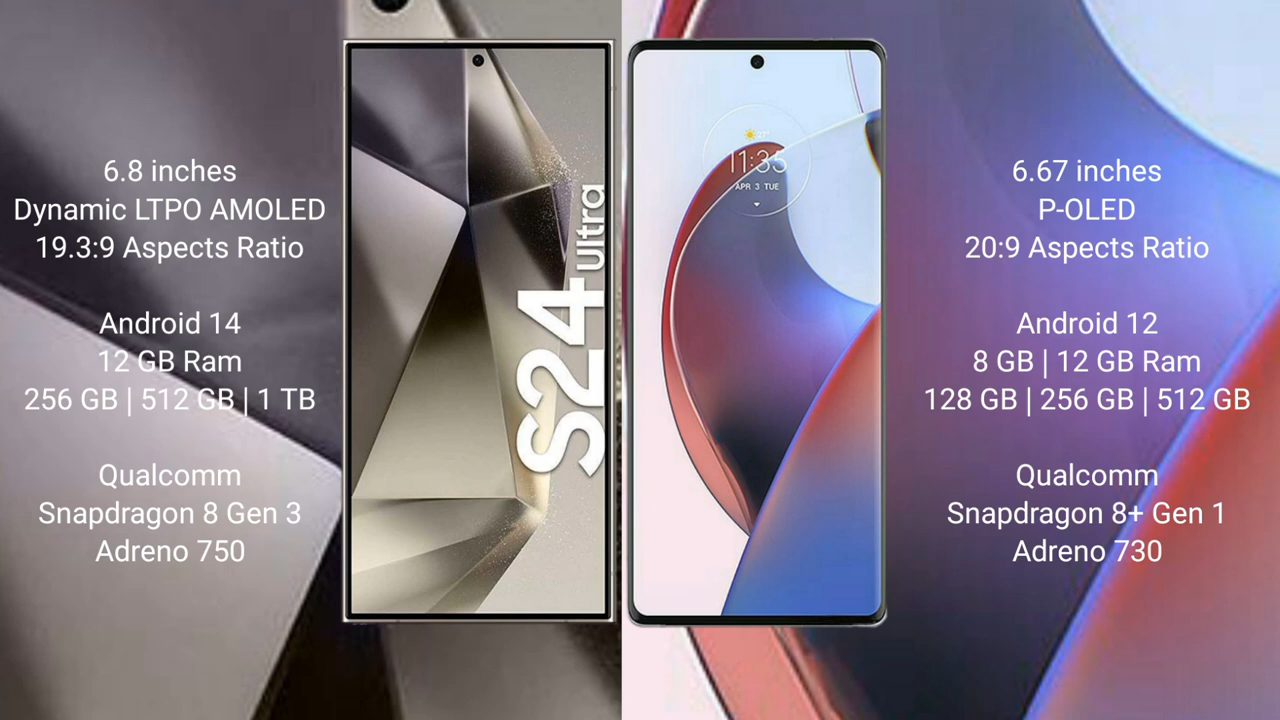 6.8 inches
Dynamic LTPO AMOLED
19.3:9 Aspects Ratio
Android 14
12 GB Ram
256 GB | 512 GB | 1 TB
Qualcomm
Snapdragon 8 Gen 3
Adreno 750
S24 ultra
27°
11:35
APR 3 TUE
6.67 inches
P-OLED
20:9 Aspects Ratio
Android 12
8 GB | 12 GB Ram
128 GB | 256 GB | 512 GB
Qualcomm
Snapdragon 8+ Gen 1
Adreno 730